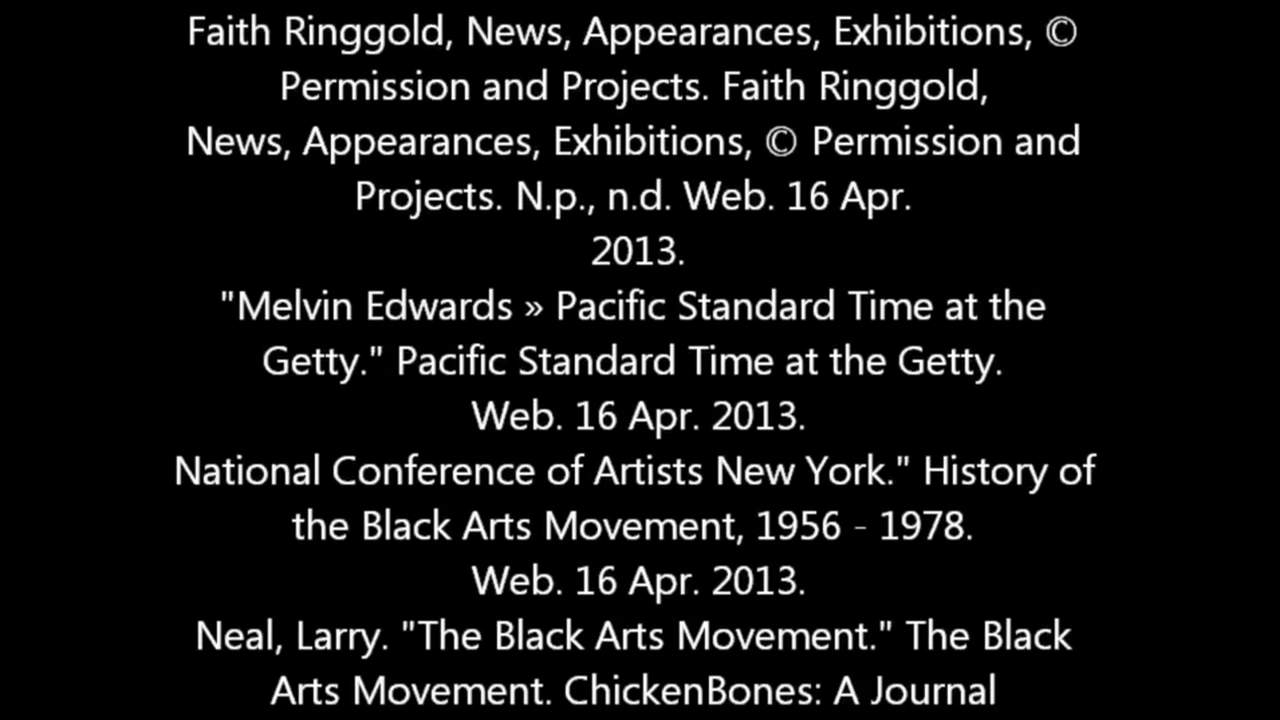 Faith Ringgold, News, Appearances, Exhibitions, ©
Permission and Projects. Faith Ringgold,
News, Appearances, Exhibitions, © Permission and
Projects. N.p., n.d. Web. 16 Apr.
2013.
"Melvin Edwards » Pacific Standard Time at the
Getty." Pacific Standard Time at the Getty.
Web. 16 Apr. 2013.
National Conference of Artists New York." History of
the Black Arts Movement, 1956 - 1978.
Web. 16 Apr. 2013.
Neal, Larry. "The Black Arts Movement." The Black
Arts Movement. ChickenBones: A Journal